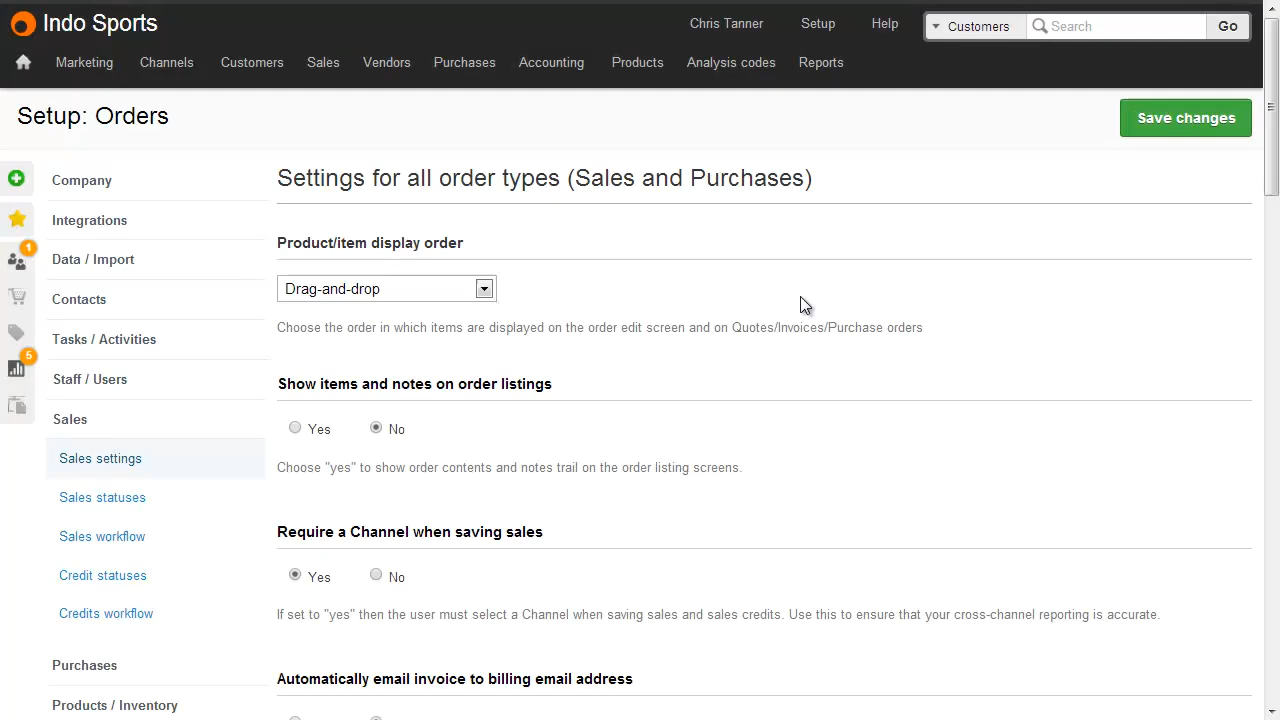 Indo Sports
Chris Tanner
Setup
Help
Customers
Search
Go
Marketing
Channels
Customers
Sales
Vendors
Purchases
Accounting
Products
Analysis codes
Reports
Setup: Orders
Save changes
1
5
Company
Integrations
Data / Import
Contacts
Tasks / Activities
Staff / Users
Sales
Sales settings
Sales statuses
Sales workflow
Credit statuses
Credits workflow
Purchases
Products / Inventory
Settings for all order types (Sales and Purchases)
Product/item display order
Drag-and-drop
Choose the order in which items are displayed on the order edit screen and on Quotes/Invoices/Purchase orders
Show items and notes on order listings
Yes
No
Choose "yes" to show order contents and notes trail on the order listing screens.
Require a Channel when saving sales
Yes
No
If set to "yes" then the user must select a Channel when saving sales and sales credits. Use this to ensure that your cross-channel reporting is accurate.
Automatically email invoice to billing email address